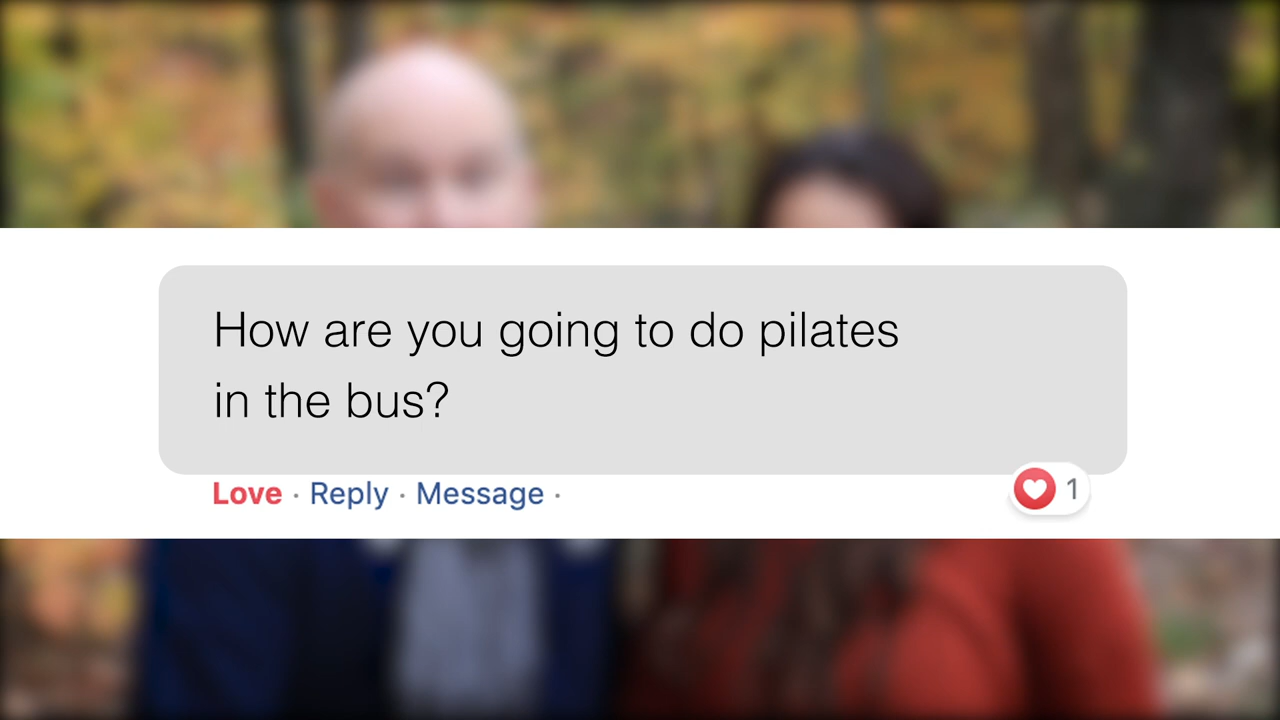 How are you going to do pilates
in the bus?
Love · Reply · Message ·
1